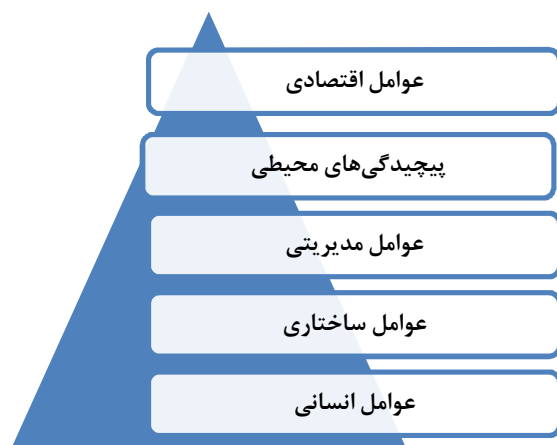 عوامل اقتصادی
پیچیدگی‌های محیطی
عوامل مدیریتی
عوامل ساختاری
عوامل انسانی